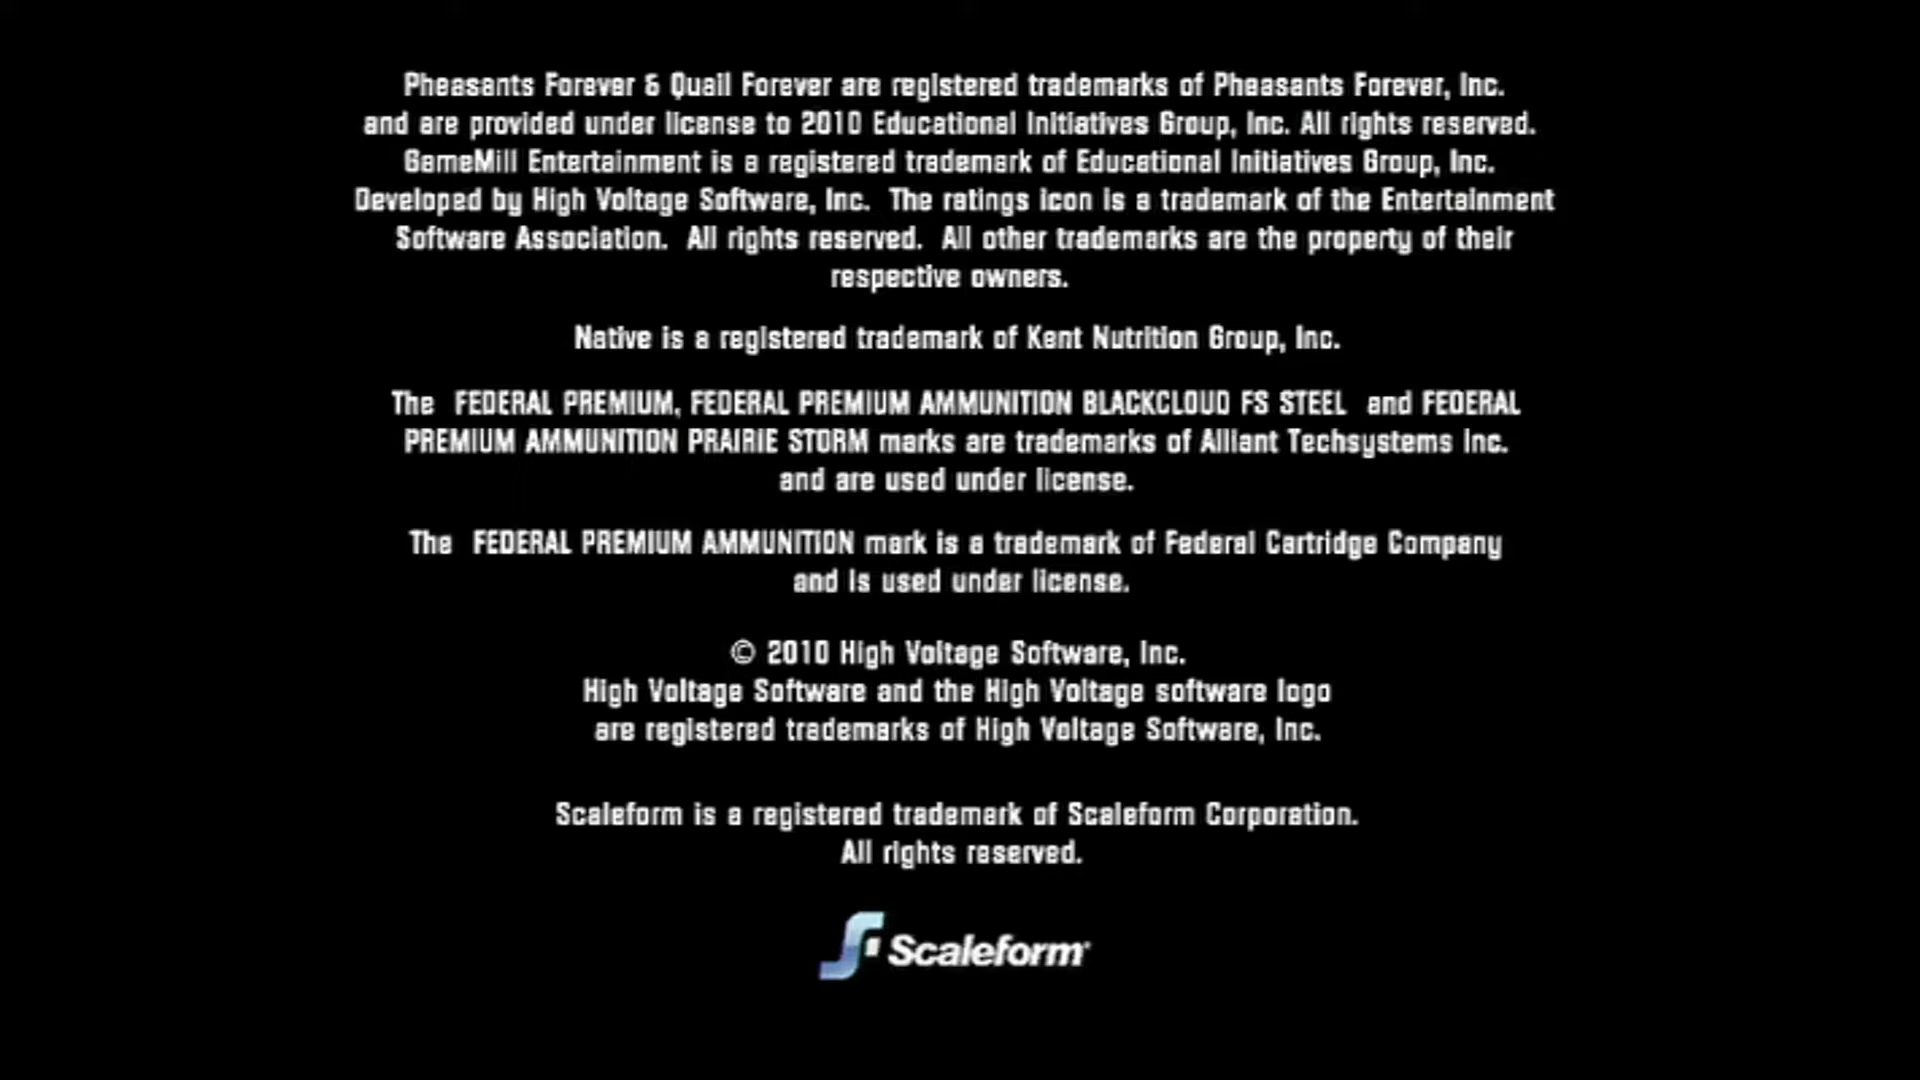 Pheasants Forever & Quail Forever are registered trademarks of Pheasants Forever, Inc.
and are provided under license to 2010 Educational Initiatives Group, Inc. All rights reserved.
GameMill Entertainment is a registered trademark of Educational Initiatives Group, Inc.
Developed by High Voltage Software, Inc.  The ratings icon is a trademark of the Entertainment
Software Association.  All rights reserved.  All other trademarks are the property of their
respective owners.
Native is a registered trademark of Kent Nutrition Group, Inc.
The  FEDERAL PREMIUM, FEDERAL PREMIUM AMMUNITION BLACKCLOUD FS STEEL  and FEDERAL
PREMIUM AMMUNITION PRAIRIE STORM marks are trademarks of Alliant Techsystems Inc.
and are used under license.
The  FEDERAL PREMIUM AMMUNITION mark is a trademark of Federal Cartridge Company
and is used under license.
© 2010 High Voltage Software, Inc.
High Voltage Software and the High Voltage software logo
are registered trademarks of High Voltage Software, Inc.
Scaleform is a registered trademark of Scaleform Corporation.
All rights reserved.
Scaleform